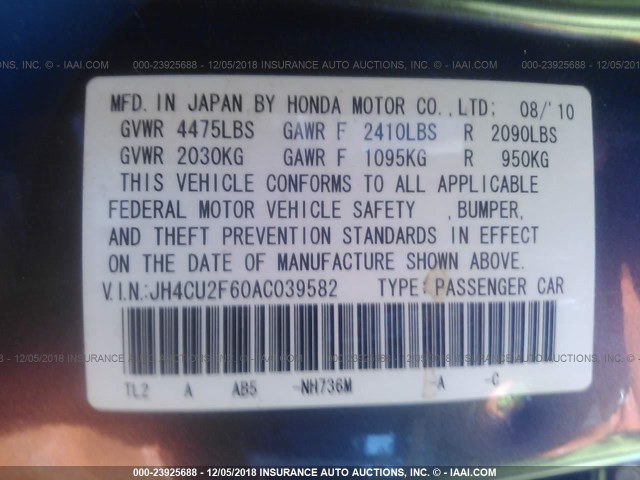 000-23925688 - 12/05/2018 - INSURANCE AUTO AUCTIONS, INC. - IAAI.COM
MFD. IN JAPAN BY HONDA MOTOR CO., LTD; 08/'10
GVWR 4475LBS GAWR F 2410LBS R 2090LBS
GVWR 2030KG GAWR F 1095KG R 950KG
THIS VEHICLE CONFORMS TO ALL APPLICABLE
FEDERAL MOTOR VEHICLE SAFETY , BUMPER,
AND THEFT PREVENTION STANDARDS IN EFFECT
ON THE DATE OF MANUFACTURE SHOWN ABOVE.
V.I.N.:JH4CU2F60AC039582 TYPE:PASSENGER CAR
000-23925688 - 12/05/2018 - INSURANCE AUTO AUCTIONS, INC. - IAAI.COM
TL2 A AB5 -NH736M -A -C
000-23925688 - 12/05/2018 - INSURANCE AUTO AUCTIONS, INC. - IAAI.COM